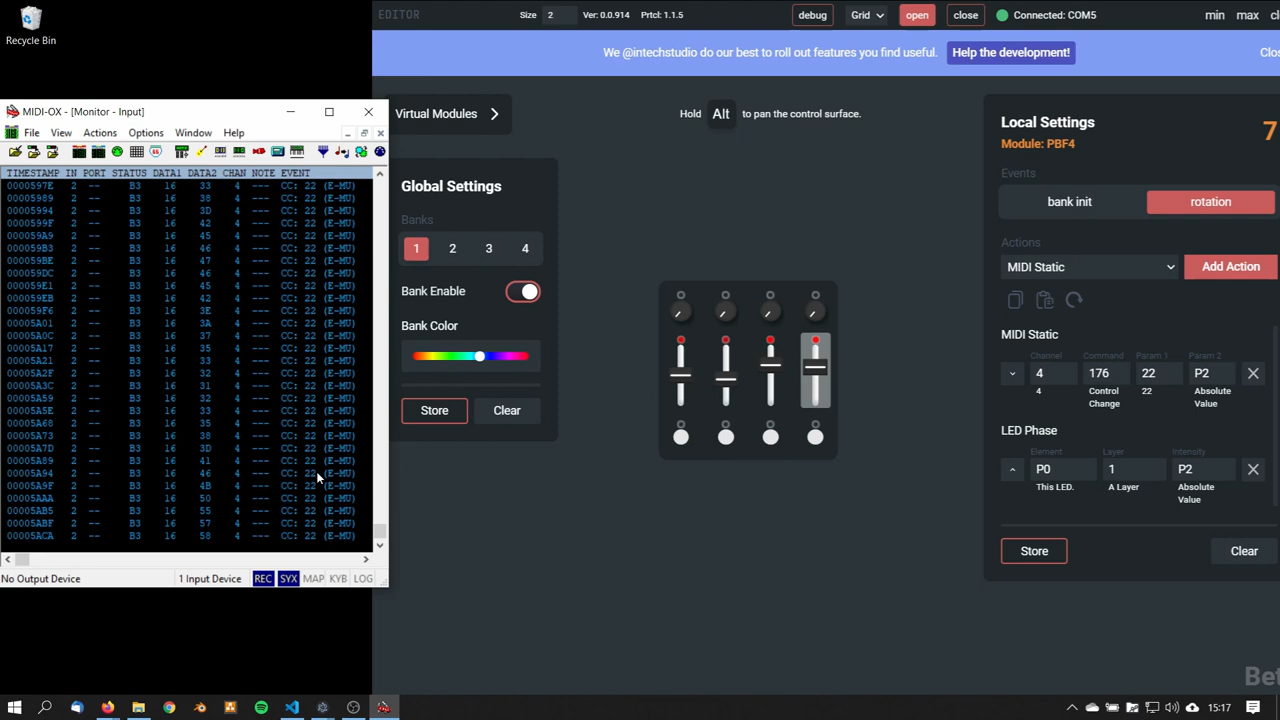 Recycle Bin
MIDI-OX - [Monitor - Input]
File View Actions Options Window Help
TIMESTAMP IN PORT STATUS DATA1 DATA2 CHAN NOTE EVENT
0000597E 2 -- B3 16 33 4 --- CC: 22 (E-MU)
00005989 2 -- B3 16 38 4 --- CC: 22 (E-MU)
00005994 2 -- B3 16 3D 4 --- CC: 22 (E-MU)
0000599F 2 -- B3 16 42 4 --- CC: 22 (E-MU)
000059A9 2 -- B3 16 45 4 --- CC: 22 (E-MU)
000059B3 2 -- B3 16 46 4 --- CC: 22 (E-MU)
000059BE 2 -- B3 16 47 4 --- CC: 22 (E-MU)
000059DC 2 -- B3 16 46 4 --- CC: 22 (E-MU)
000059E1 2 -- B3 16 45 4 --- CC: 22 (E-MU)
000059EB 2 -- B3 16 42 4 --- CC: 22 (E-MU)
000059F6 2 -- B3 16 3E 4 --- CC: 22 (E-MU)
00005A01 2 -- B3 16 3A 4 --- CC: 22 (E-MU)
00005A0C 2 -- B3 16 37 4 --- CC: 22 (E-MU)
00005A17 2 -- B3 16 35 4 --- CC: 22 (E-MU)
00005A21 2 -- B3 16 33 4 --- CC: 22 (E-MU)
00005A2F 2 -- B3 16 32 4 --- CC: 22 (E-MU)
00005A3C 2 -- B3 16 31 4 --- CC: 22 (E-MU)
00005A59 2 -- B3 16 32 4 --- CC: 22 (E-MU)
00005A5E 2 -- B3 16 33 4 --- CC: 22 (E-MU)
00005A68 2 -- B3 16 35 4 --- CC: 22 (E-MU)
00005A73 2 -- B3 16 38 4 --- CC: 22 (E-MU)
00005A7D 2 -- B3 16 3D 4 --- CC: 22 (E-MU)
00005A89 2 -- B3 16 41 4 --- CC: 22 (E-MU)
00005A94 2 -- B3 16 46 4 --- CC: 22 (E-MU)
00005A9F 2 -- B3 16 4B 4 --- CC: 22 (E-MU)
00005AAA 2 -- B3 16 50 4 --- CC: 22 (E-MU)
00005AB5 2 -- B3 16 55 4 --- CC: 22 (E-MU)
00005ABF 2 -- B3 16 57 4 --- CC: 22 (E-MU)
00005ACA 2 -- B3 16 58 4 --- CC: 22 (E-MU)
No Output Device 1 Input Device REC SYX MAP KYB LOG
EDITOR Size 2 Ver: 0.0.914 Prtcl: 1.1.5 debug Grid open close Connected: COM5 min max cl
We @intechstudio do our best to roll out features you find useful. Help the development! Clos
Virtual Modules
Hold Alt to pan the control surface.
Global Settings
Banks
1 2 3 4
Bank Enable
Bank Color
Store Clear
Local Settings
7
Module: PBF4
Events
bank init rotation
Actions
MIDI Static Add Action
MIDI Static
Channel Command Param 1 Param 2
4 176 22 P2
4 Control Change 22 Absolute Value
LED Phase
Element Layer Intensity
P0 1 P2
This LED. A Layer Absolute Value
Store Clear
Bet
15:17